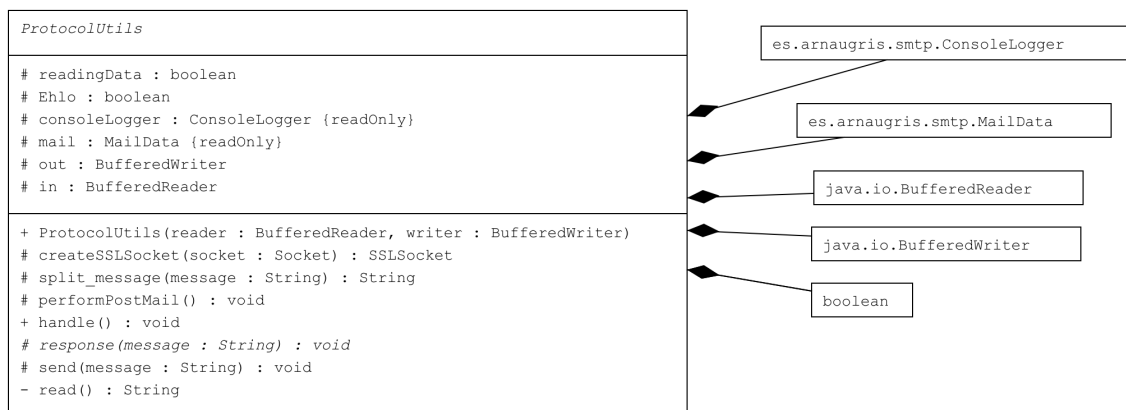 ProtocolUtils
# readingData : boolean
# Ehlo : boolean
# consoleLogger : ConsoleLogger {readOnly}
# mail : MailData {readOnly}
# out : BufferedWriter
# in : BufferedReader
+ ProtocolUtils(reader : BufferedReader, writer : BufferedWriter)
# createSSLSocket(socket : Socket) : SSLSocket
# split_message(message : String) : String
# performPostMail() : void
+ handle() : void
# response(message : String) : void
# send(message : String) : void
- read() : String
es.arnaugris.smtp.ConsoleLogger
es.arnaugris.smtp.MailData
java.io.BufferedReader
java.io.BufferedWriter
boolean